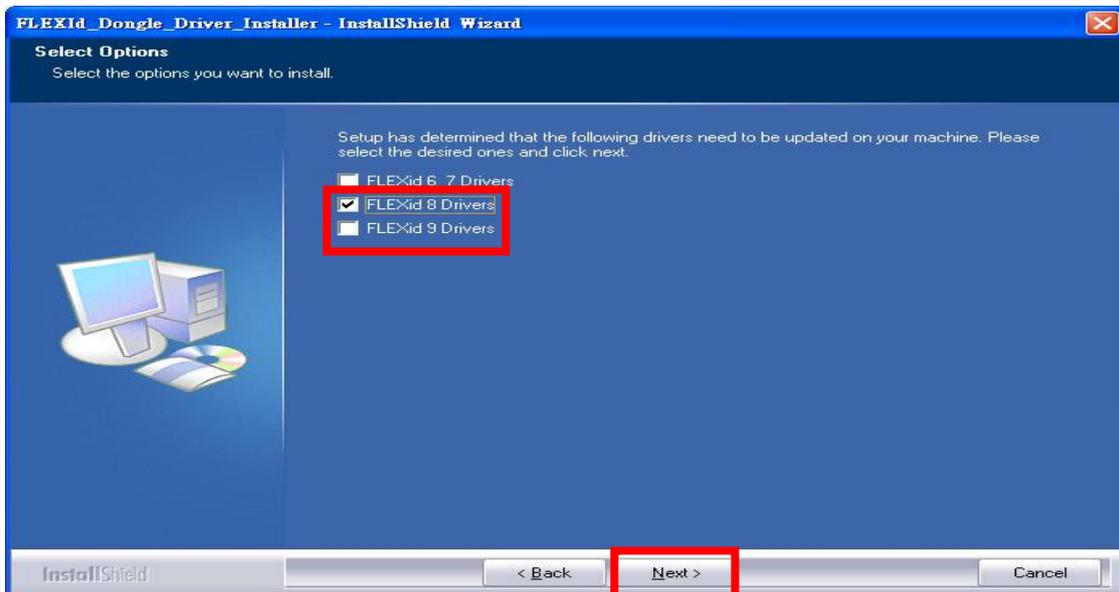 FLEXId_Dongle_Driver_Installer - InstallShield Wizard
Select Options
Select the options you want to install.
Setup has determined that the following drivers need to be updated on your machine. Please
select the desired ones and click next.
FLEXid 6_7 Drivers
FLEXid 8 Drivers
FLEXid 9 Drivers
InstallShield
< Back
Next >
Cancel